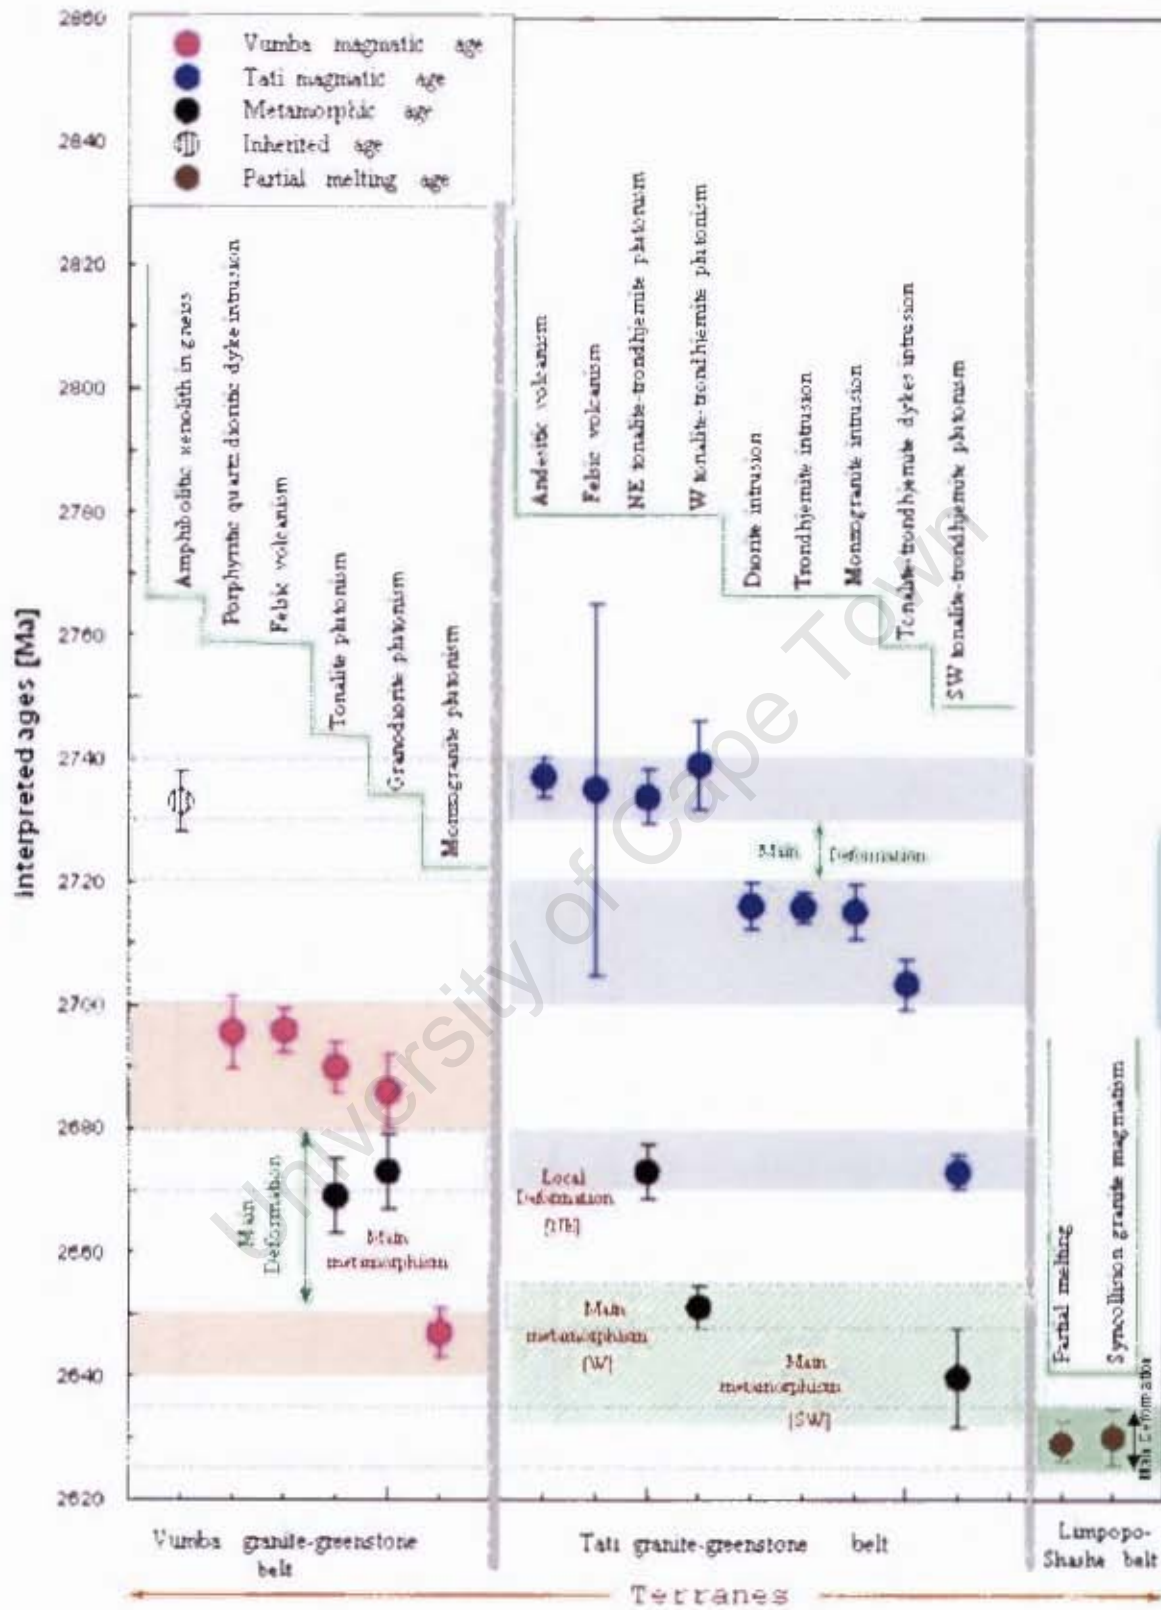 2860
2840
2820
2800
2780
2760
2740
2720
2700
2680
2660
2640
2620
Interpreted ages [Ma]
Vumba magmatic age
Tati magmatic age
Metamorphic age
Inherited age
Partial melting age
Amphibolitic xenolith in gneiss
Porphyritic quartz dioritic dyke intrusion
Felsic volcanism
Tonalite plutonism
Granodiorite plutonism
Monzogranite plutonism
Main
Deformation
Main
metamorphism
Andesitic volcanism
Felsic volcanism
NE tonalite-trondhjemite plutonism
W tonalite-trondhjemite plutonism
Diorite intrusion
Trondhjemite intrusion
Monzogranite intrusion
Tonalite-trondhjemite dykes intrusion
SW tonalite-trondhjemite plutonism
Main Deformation
Local
Deformation
[NE]
Main
metamorphism
[W]
Main
metamorphism
[SW]
Partial melting
Syncollision granite magmatism
Main Deformation
Vumba granite-greenstone
belt
Tati granite-greenstone belt
Limpopo-
Shashe belt
Terranes
University of Cape Town